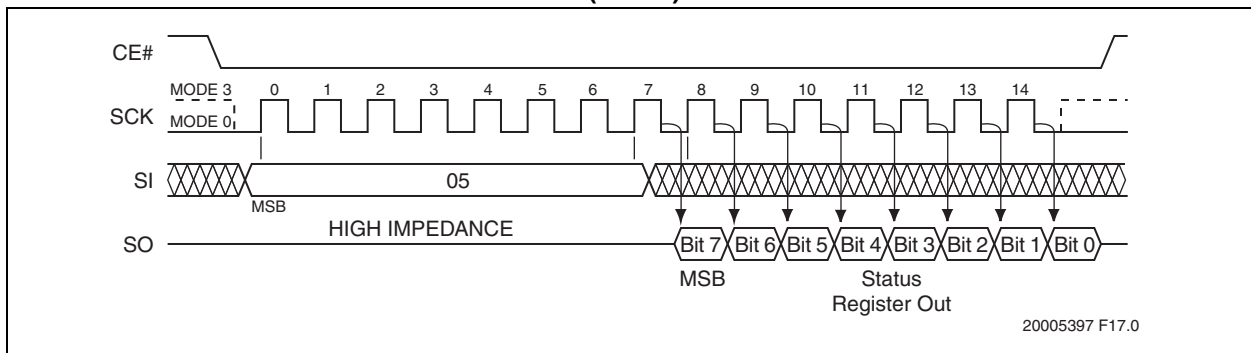 CE#
MODE 3 0 1 2 3 4 5 6 7 8 9 10 11 12 13 14
SCK
MODE 0
SI 05
MSB
HIGH IMPEDANCE
SO Bit 7 Bit 6 Bit 5 Bit 4 Bit 3 Bit 2 Bit 1 Bit 0
MSB Status
Register Out
20005397 F17.0